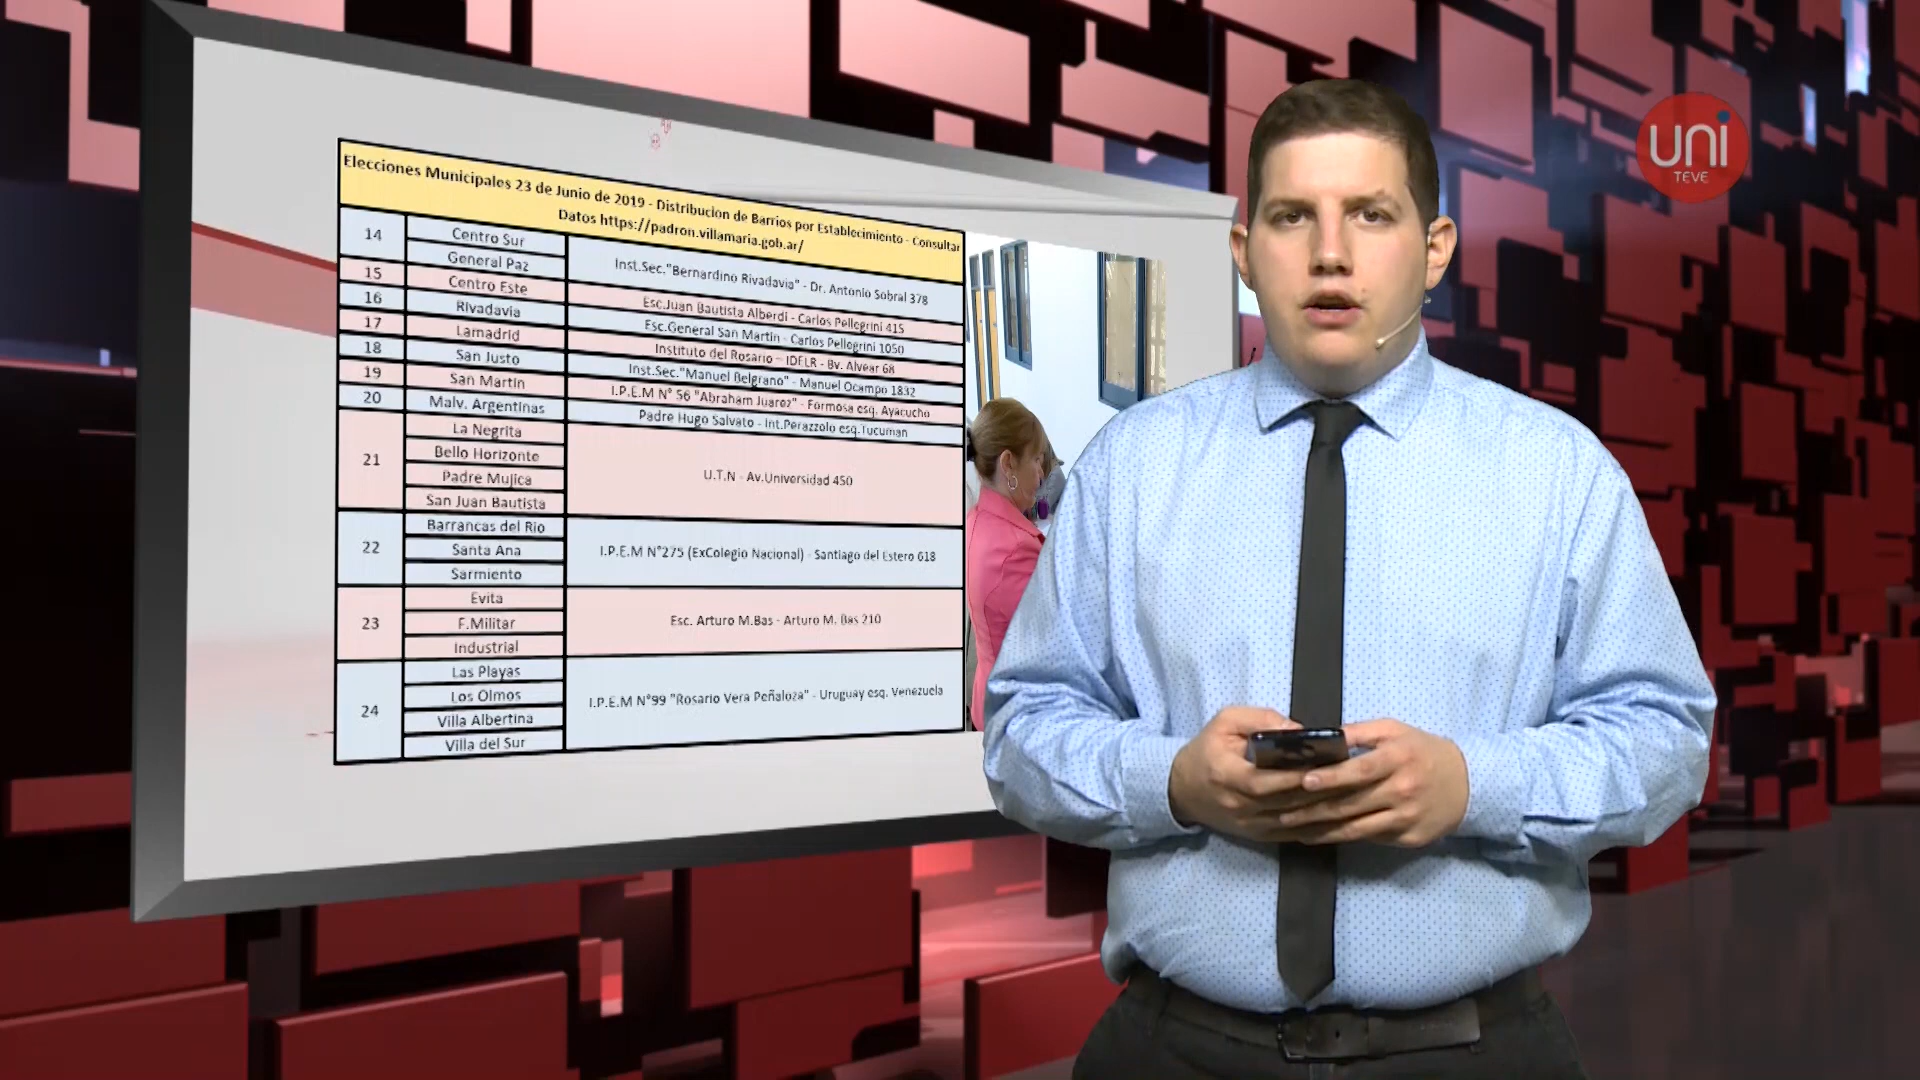 uni
TEVE
Elecciones Municipales 23 de Junio de 2019 - Distribucion de Barrios por Establecimiento - Consultar
Datos https://padron.villamaria.gob.ar/
14
Centro Sur
General Paz
Inst.Sec."Bernardino Rivadavia" - Dr. Antonio Sobral 378
15
Centro Este
Esc.Juan Bautista Alberdi - Carlos Pellegrini 415
16
Rivadavia
Esc.General San Martin - Carlos Pellegrini 1050
17
Lamadrid
Instituto del Rosario – IDELR - Bv. Alvear 68
18
San Justo
Inst.Sec."Manuel Belgrano" - Manuel Ocampo 1832
19
San Martin
I.P.E.M N° 56 "Abraham Juarez" - Formosa esq. Ayacucho
20
Malv. Argentinas
Padre Hugo Salvato - Int.Perazzolo esq.Tucuman
21
La Negrita
Bello Horizonte
Padre Mujica
San Juan Bautista
U.T.N - Av.Universidad 450
22
Barrancas del Rio
Santa Ana
Sarmiento
I.P.E.M N°275 (ExColegio Nacional) - Santiago del Estero 618
23
Evita
F.Militar
Industrial
Esc. Arturo M.Bas - Arturo M. Bas 210
24
Las Playas
Los Olmos
Villa Albertina
Villa del Sur
I.P.E.M N°99 "Rosario Vera Peñaloza" - Uruguay esq. Venezuela